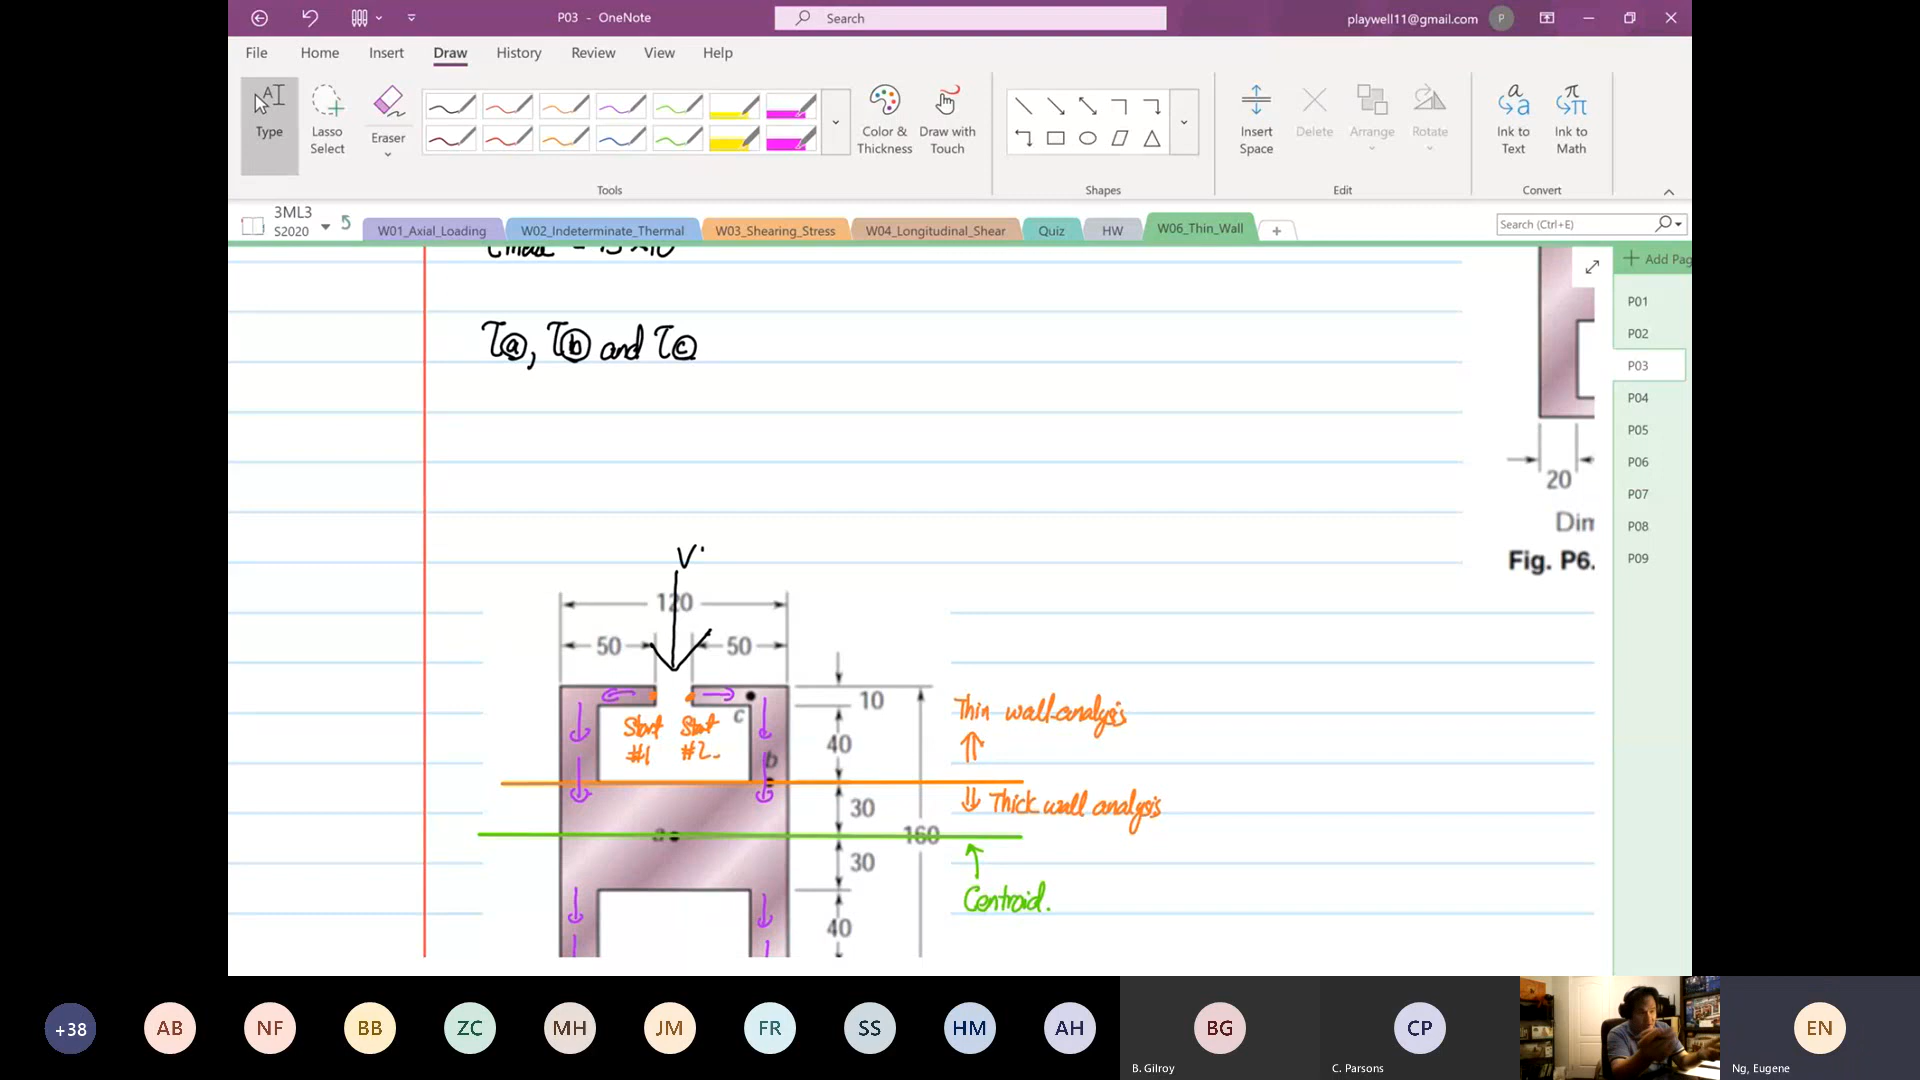 P03 - OneNote
Search
playwell11@gmail.com
P
File
Home
Insert
Draw
History
Review
View
Help
Type
Lasso
Select
Eraser
Color &
Thickness
Draw with
Touch
Insert
Space
Delete
Arrange
Rotate
Ink to
Text
Ink to
Math
Tools
Shapes
Edit
Convert
3ML3
S2020
W01_Axial_Loading
W02_Indeterminate_Thermal
W03_Shearing_Stress
W04_Longitudinal_Shear
Quiz
HW
W06_Thin_Wall
Search (Ctrl+E)
Add Pag
P01
P02
P03
P04
P05
P06
P07
P08
P09
τⓐ, τⓑ and τⓒ
20
Dim
Fig. P6.
V
120
50
50
10
c
Start
#1
Start
#2
40
b
30
a
160
30
40
Thin wall analysis
Thick wall analysis
Centroid.
+38
AB
NF
BB
ZC
MH
JM
FR
SS
HM
AH
BG
CP
EN
B. Gilroy
C. Parsons
Ng, Eugene